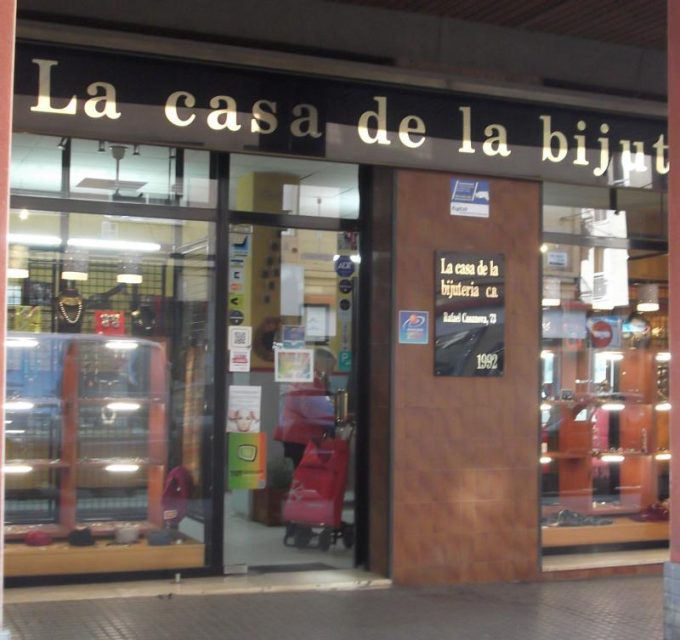 La casa de la bijut
La casa de la
bijuteria C.B.
Rafael Casanova, 73
1992